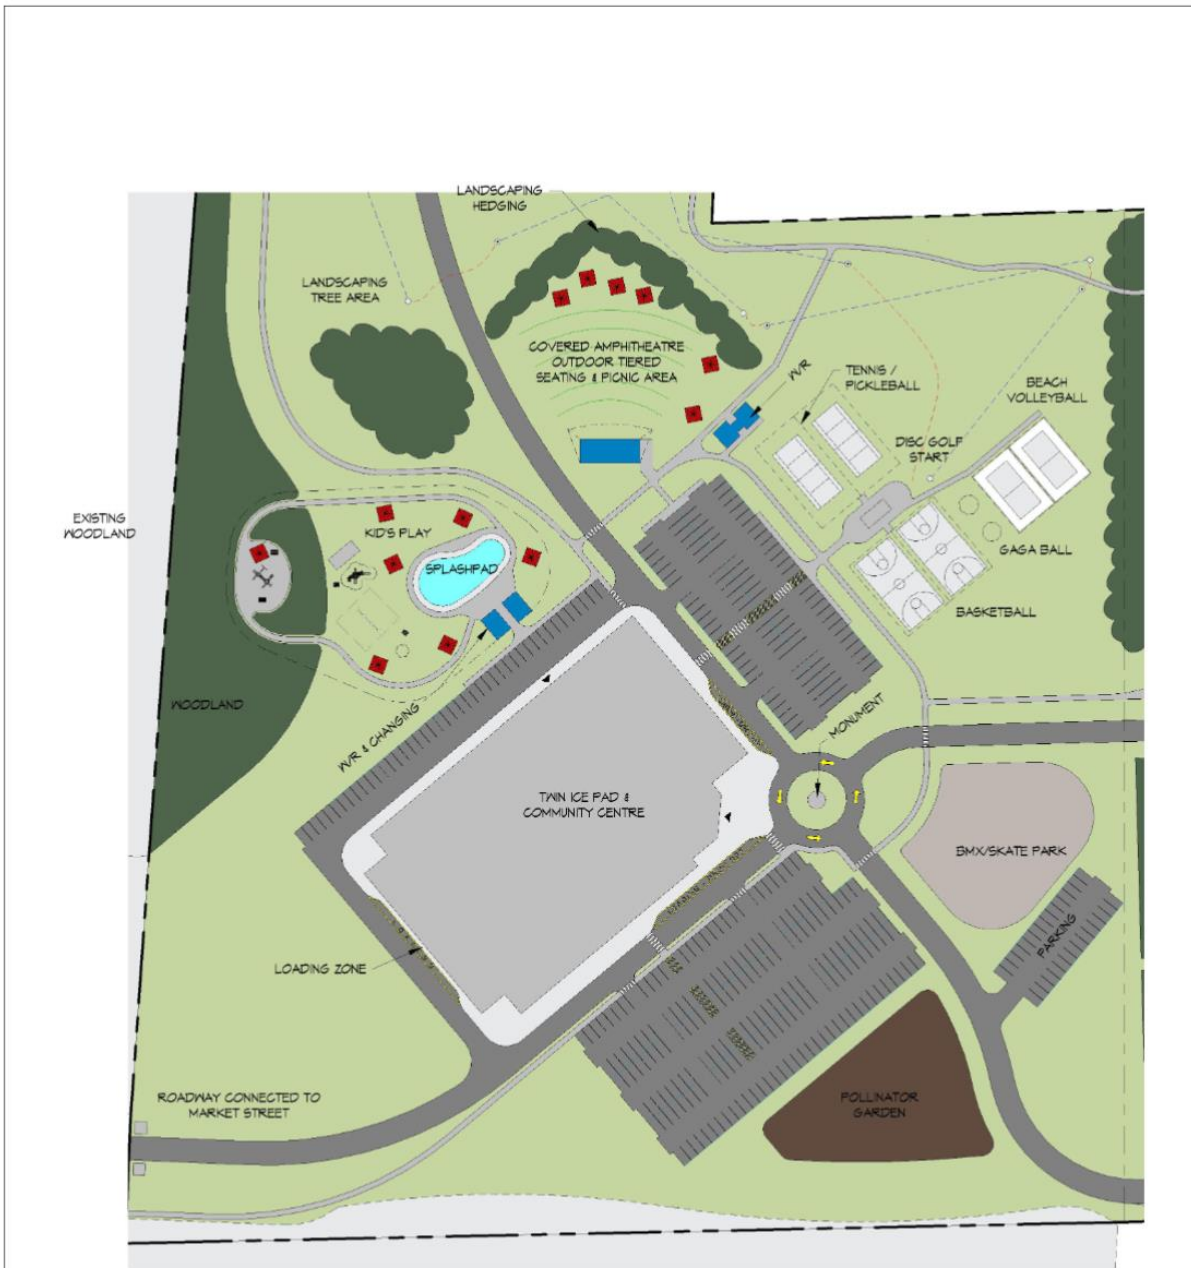 LANDSCAPING
HEDGING
LANDSCAPING
TREE AREA
COVERED AMPHITHEATRE
OUTDOOR TIERED
SEATING & PICNIC AREA
W/R
TENNIS /
PICKLEBALL
BEACH
VOLLEYBALL
DISC GOLF
START
EXISTING
WOODLAND
KID'S PLAY
SPLASHPAD
GAGA BALL
BASKETBALL
WOODLAND
W/R & CHANGING
MONUMENT
TWIN ICE PAD &
COMMUNITY CENTRE
BMX/SKATE PARK
PARKING
LOADING ZONE
ROADWAY CONNECTED TO
MARKET STREET
POLLINATOR
GARDEN